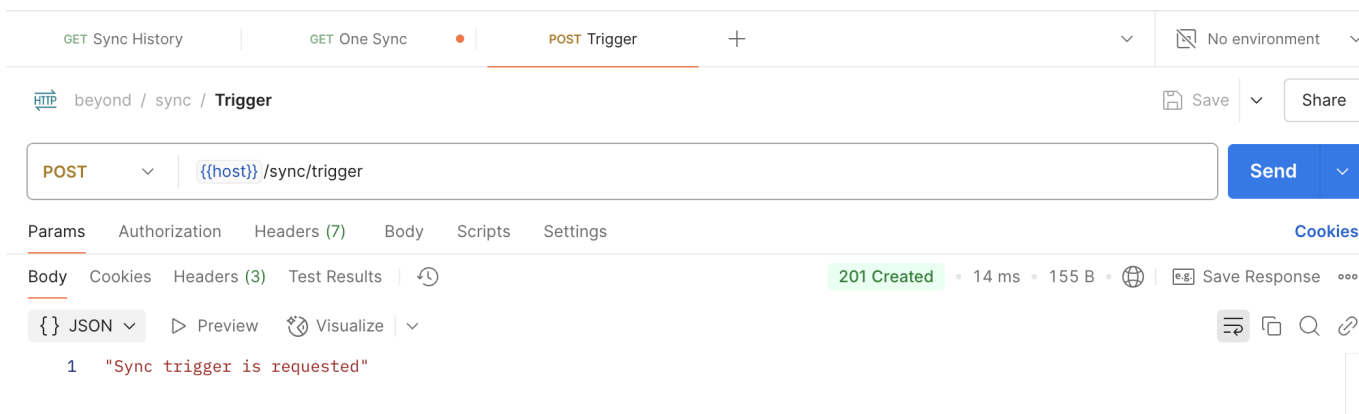 GET Sync History GET One Sync POST Trigger No environment
HTTP beyond / sync / Trigger Save Share
POST {{host}}/sync/trigger Send
Params Authorization Headers (7) Body Scripts Settings Cookies
Body Cookies Headers (3) Test Results 201 Created 14 ms 155 B e.g. Save Response
{} JSON Preview Visualize
1 "Sync trigger is requested"